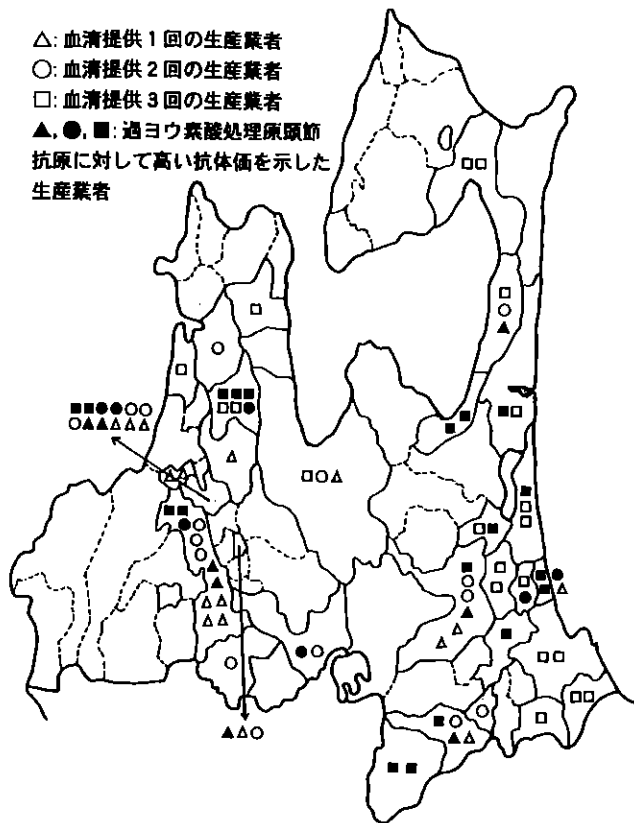 △: 血清提供1回の生産業者
○: 血清提供2回の生産業者
□: 血清提供3回の生産業者
▲, ●, ■: 過ヨウ素酸処理原頭節
抗原に対して高い抗体価を示した
生産業者